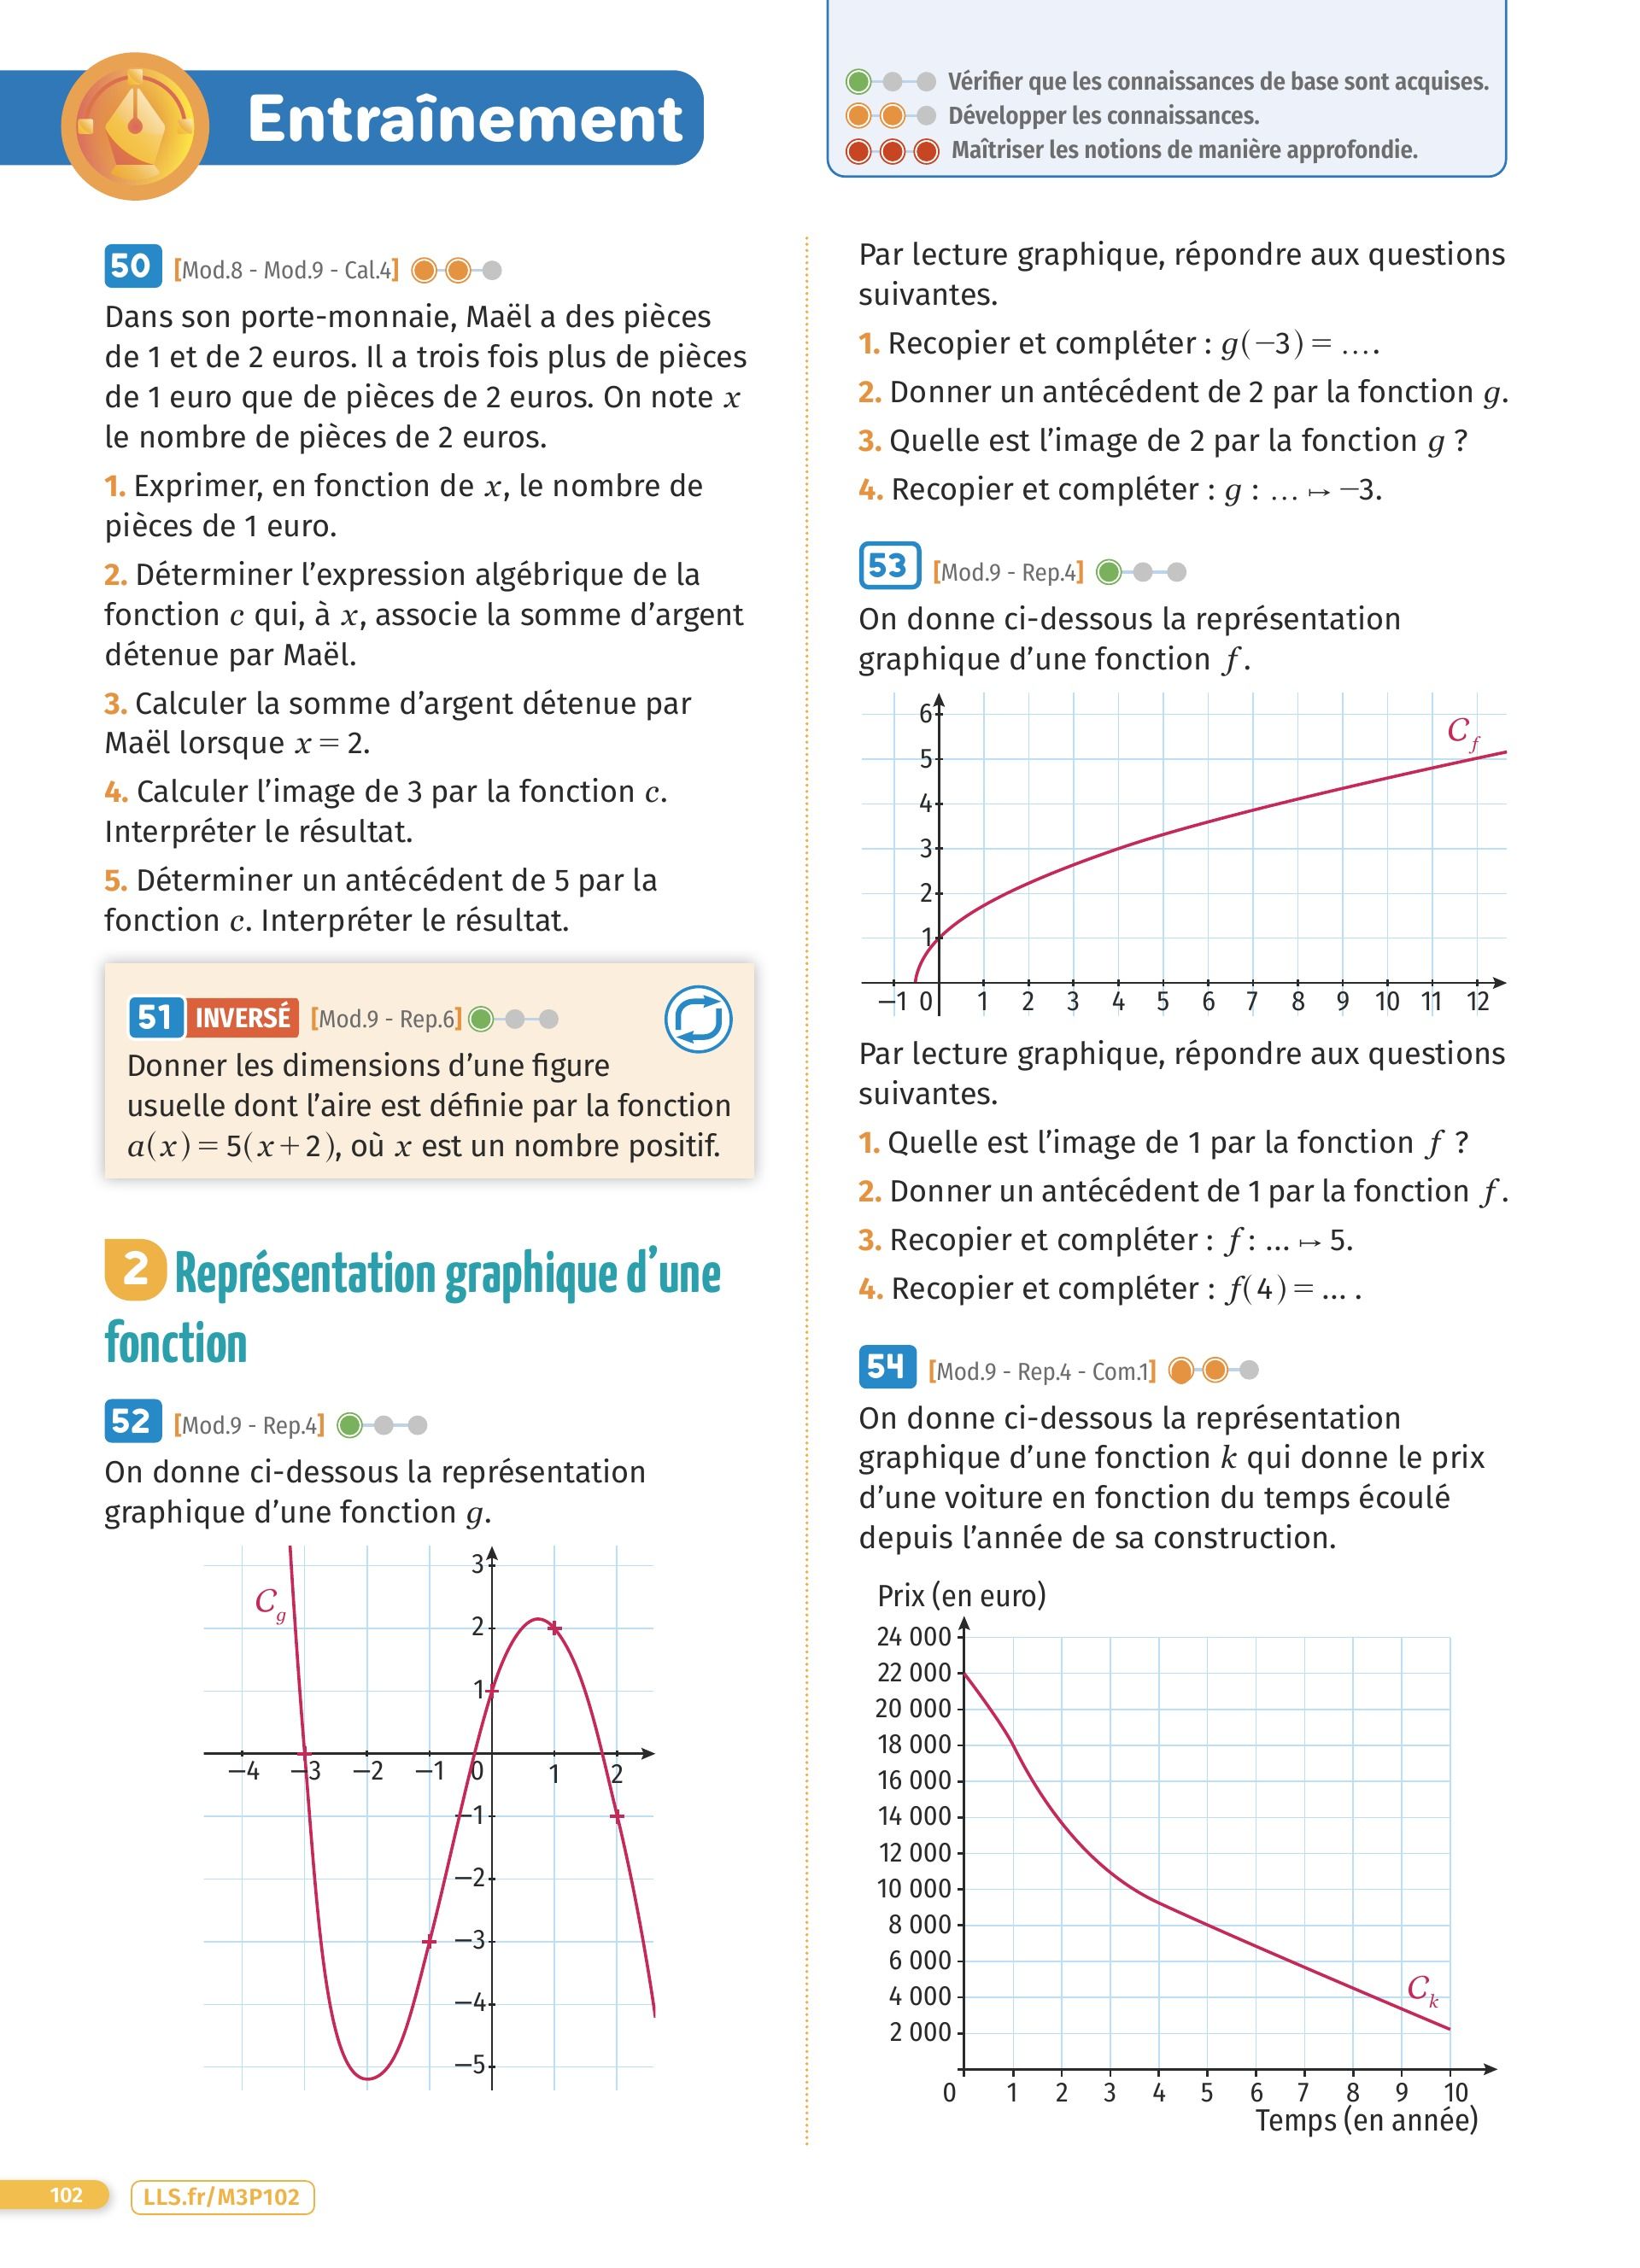 Entraînement
Vérifier que les connaissances de base sont acquises.
Développer les connaissances.
Maîtriser les notions de manière approfondie.
50 [Mod.8 - Mod.9 - Cal.4]
Dans son porte-monnaie, Maël a des pièces
de 1 et de 2 euros. Il a trois fois plus de pièces
de 1 euro que de pièces de 2 euros. On note x
le nombre de pièces de 2 euros.
1. Exprimer, en fonction de x, le nombre de
pièces de 1 euro.
2. Déterminer l’expression algébrique de la
fonction c qui, à x, associe la somme d’argent
détenue par Maël.
3. Calculer la somme d’argent détenue par
Maël lorsque x = 2.
4. Calculer l’image de 3 par la fonction c.
Interpréter le résultat.
5. Déterminer un antécédent de 5 par la
fonction c. Interpréter le résultat.
51 INVERSÉ [Mod.9 - Rep.6]
Donner les dimensions d’une figure
usuelle dont l’aire est définie par la fonction
a(x) = 5(x + 2), où x est un nombre positif.
2 Représentation graphique d’une
fonction
52 [Mod.9 - Rep.4]
On donne ci-dessous la représentation
graphique d’une fonction g.
C g
3
2
1
−4 −3 −2 −1 0 1 2
−1
−2
−3
−4
−5
Par lecture graphique, répondre aux questions
suivantes.
1. Recopier et compléter : g(−3) = ….
2. Donner un antécédent de 2 par la fonction g.
3. Quelle est l’image de 2 par la fonction g ?
4. Recopier et compléter : g : … ↦ −3.
53 [Mod.9 - Rep.4]
On donne ci-dessous la représentation
graphique d’une fonction f.
C f
6
5
4
3
2
1
−1 0 1 2 3 4 5 6 7 8 9 10 11 12
Par lecture graphique, répondre aux questions
suivantes.
1. Quelle est l’image de 1 par la fonction f ?
2. Donner un antécédent de 1 par la fonction f.
3. Recopier et compléter : f : … ↦ 5.
4. Recopier et compléter : f(4) = … .
54 [Mod.9 - Rep.4 - Com.1]
On donne ci-dessous la représentation
graphique d’une fonction k qui donne le prix
d’une voiture en fonction du temps écoulé
depuis l’année de sa construction.
Prix (en euro)
24 000
22 000
20 000
18 000
16 000
14 000
12 000
10 000
8 000
6 000
4 000
2 000
C k
0 1 2 3 4 5 6 7 8 9 10
Temps (en année)
102 LLS.fr/M3P102